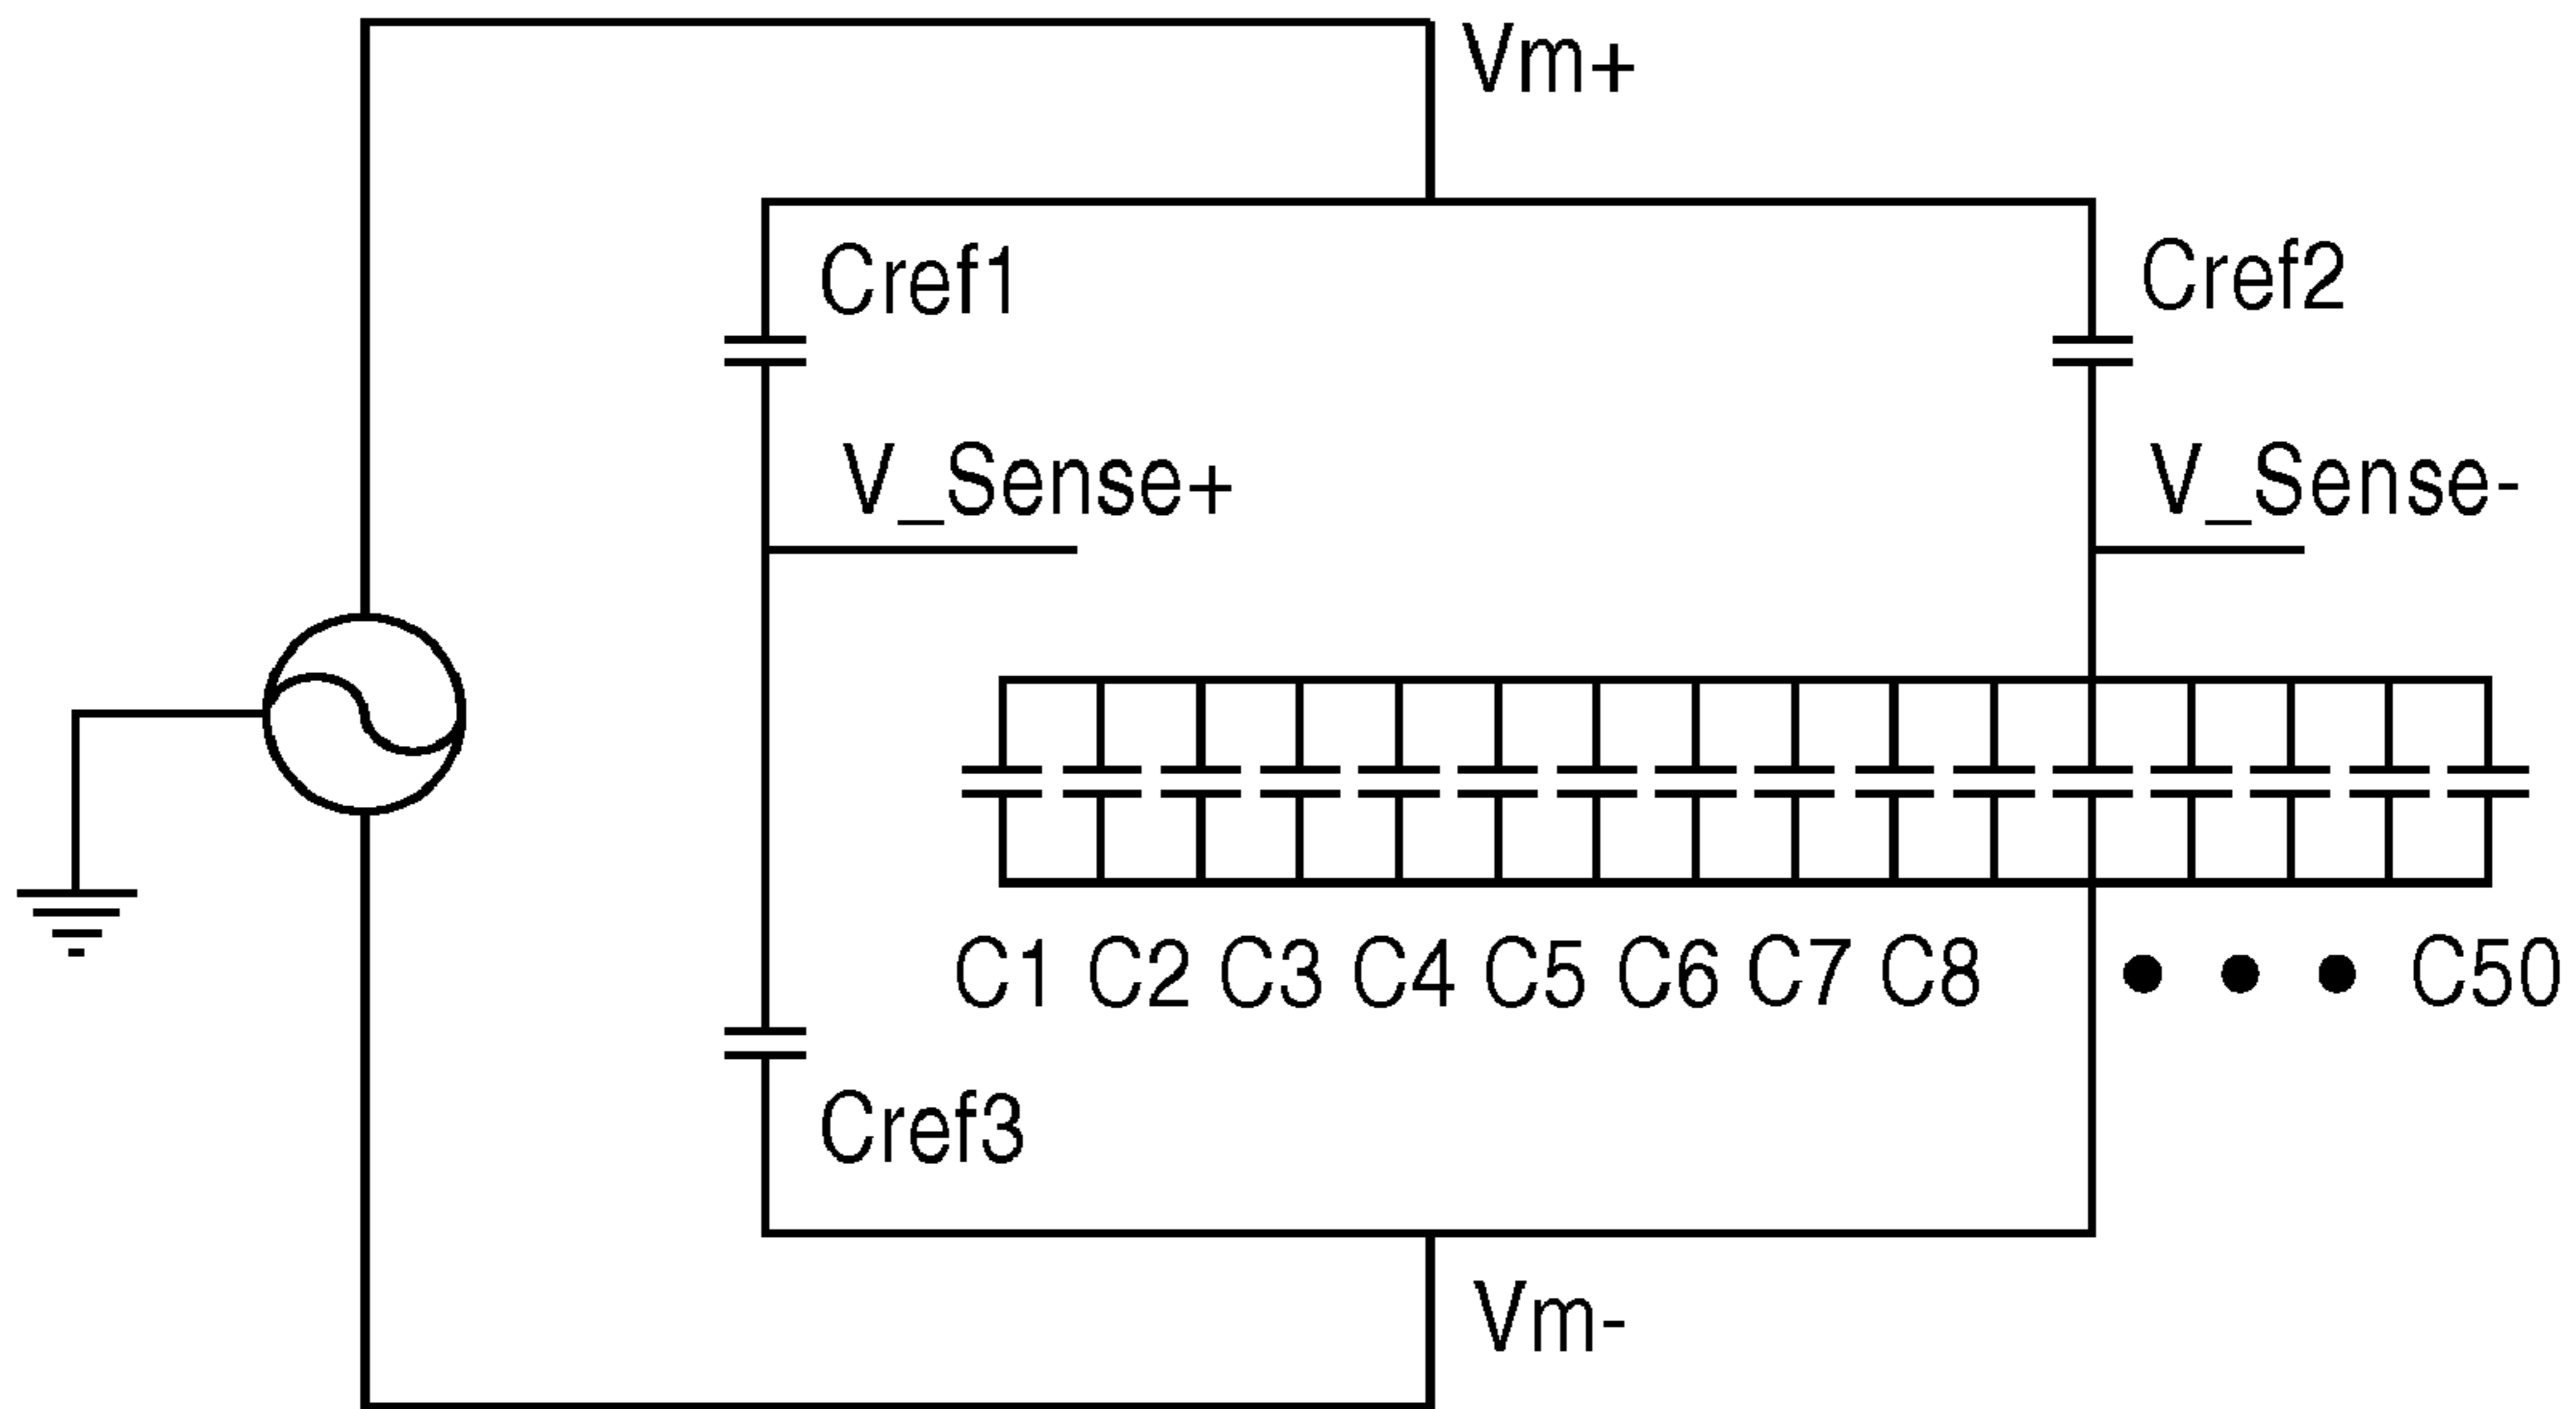 Vm+
Cref1
Cref2
V_Sense+
V_Sense-
C1 C2 C3 C4 C5 C6 C7 C8 ● ● ● C50
Cref3
Vm-